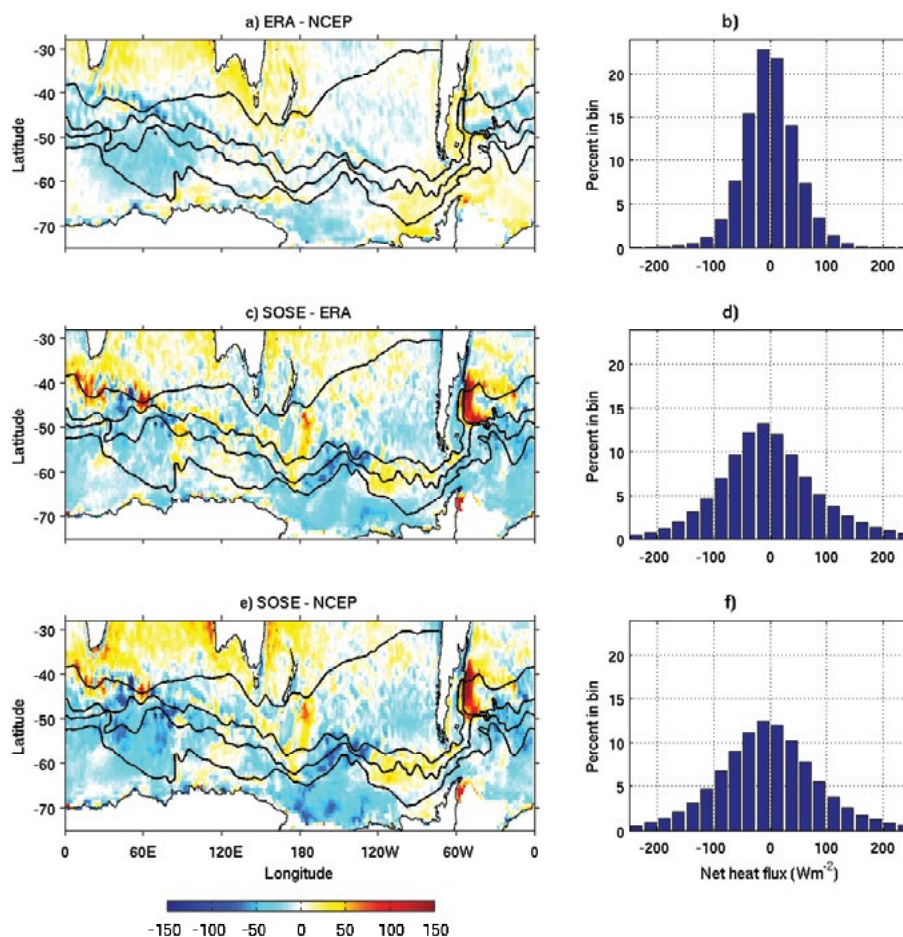 a) ERA - NCEP
-30
-40
-50
-60
-70
Latitude
b)
20
15
10
5
0
Percent in bin
-200 -100 0 100 200
c) SOSE - ERA
-30
-40
-50
-60
-70
Latitude
d)
20
15
10
5
0
Percent in bin
-200 -100 0 100 200
e) SOSE - NCEP
-30
-40
-50
-60
-70
Latitude
0 60E 120E 180 120W 60W 0
Longitude
f)
20
15
10
5
0
Percent in bin
-200 -100 0 100 200
Net heat flux (Wm-2)
-150 -100 -50 0 50 100 150